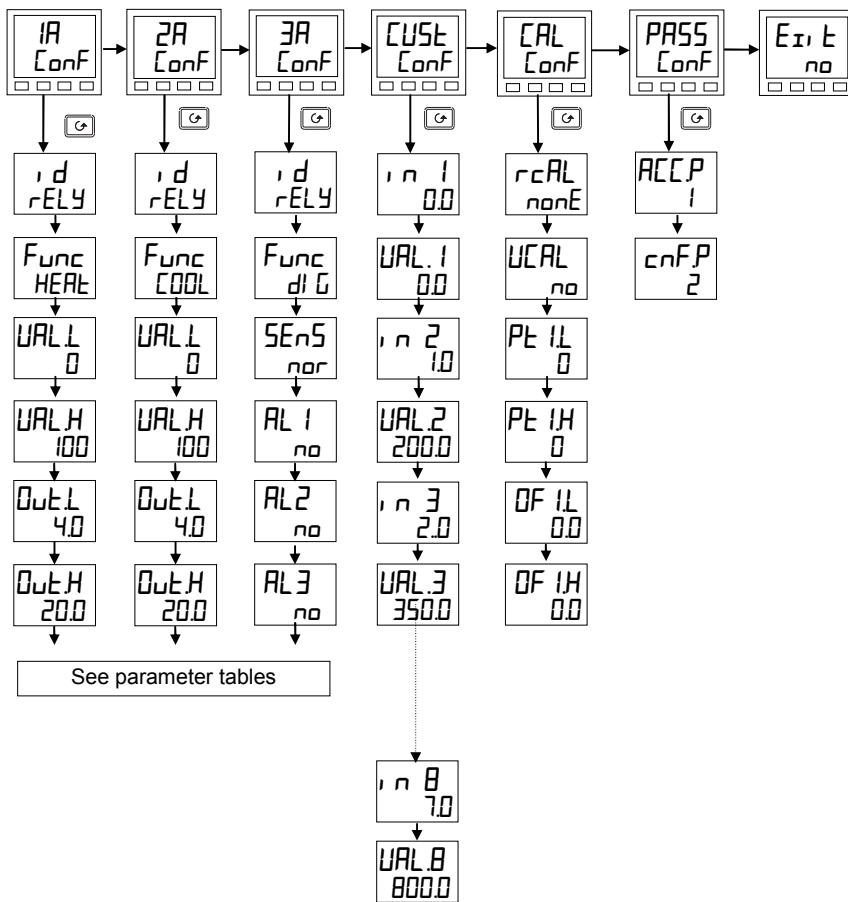 1A
ConF
2A
ConF
3A
ConF
CUSt
ConF
CAL
ConF
PASS
ConF
Exit
no
id
rELY
id
rELY
id
rELY
in 1
0.0
rcAL
nonE
ACC.P
1
Func
HEAt
Func
COOL
Func
dIG
VAL.1
0.0
UCAL
no
cnF.P
2
VAL.L
0
VAL.L
0
SEnS
nor
in 2
1.0
Pt1.L
0
VAL.H
100
VAL.H
100
AL1
no
VAL.2
200.0
Pt1.H
0
Out.L
4.0
Out.L
4.0
AL2
no
in 3
2.0
OF1.L
0.0
Out.H
20.0
Out.H
20.0
AL3
no
VAL.3
350.0
OF1.H
0.0
See parameter tables
in 8
7.0
VAL.8
800.0